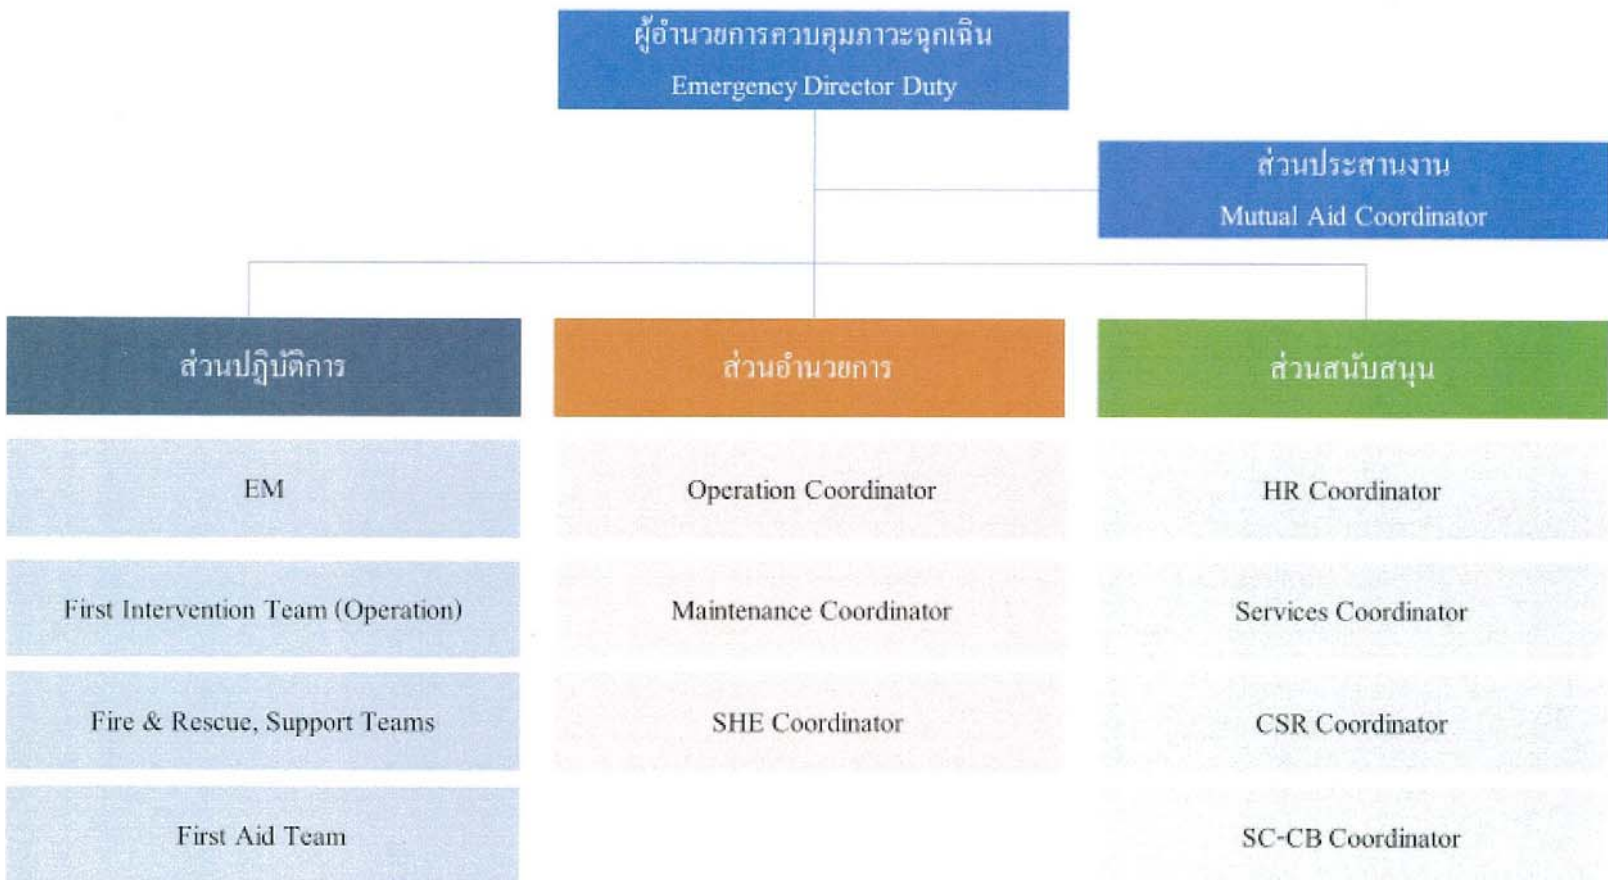 ผู้อำนวยการควบคุมภาวะฉุกเฉิน
Emergency Director Duty
ส่วนประสานงาน
Mutual Aid Coordinator
ส่วนปฏิบัติการ
ส่วนอำนวยการ
ส่วนสนับสนุน
EM
Operation Coordinator
HR Coordinator
First Intervention Team (Operation)
Maintenance Coordinator
Services Coordinator
Fire & Rescue, Support Teams
SHE Coordinator
CSR Coordinator
First Aid Team
SC-CB Coordinator